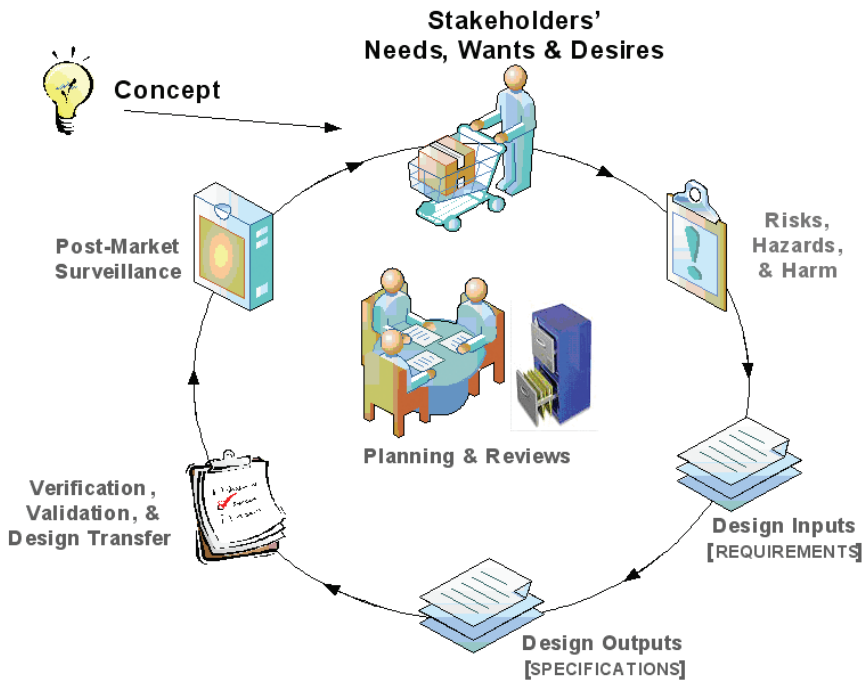 Stakeholders'
Needs, Wants & Desires
Concept
Risks,
Hazards,
& Harm
Design Inputs
[REQUIREMENTS]
Design Outputs
[SPECIFICATIONS]
Verification,
Validation, &
Design Transfer
Post-Market
Surveillance
Planning & Reviews